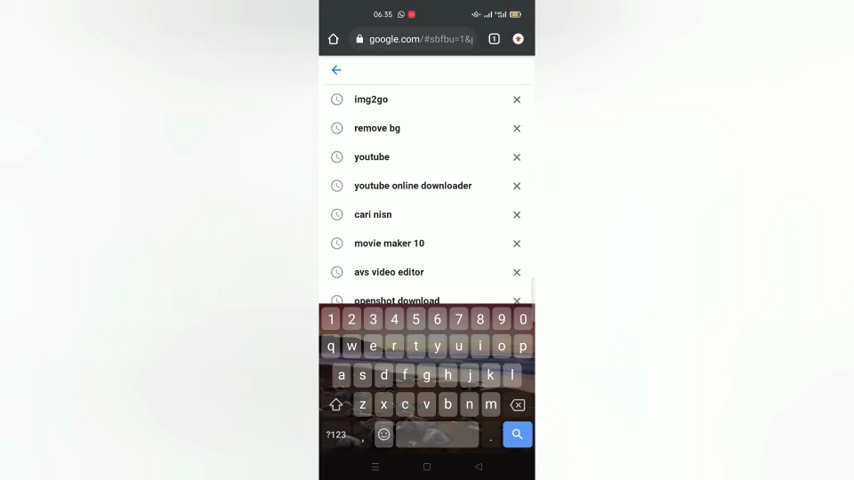 06.35
google.com/#sbfbu=1&p
1
img2go
remove bg
youtube
youtube online downloader
cari nisn
movie maker 10
avs video editor
openshot download
1 2 3 4 5 6 7 8 9 0
q w e r t y u i o p
a s d f g h j k l
z x c v b n m
?123 , .